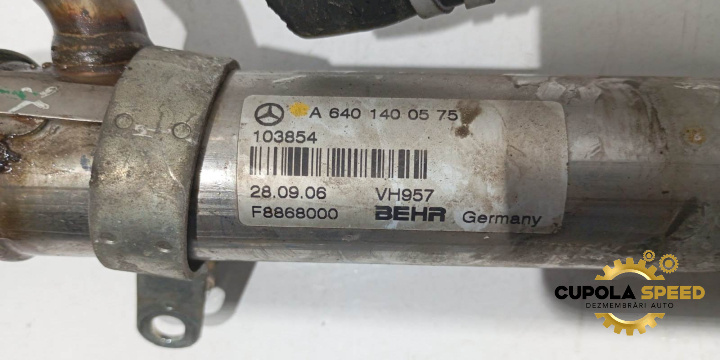 A 640 140 05 75
103854
28.09.06 VH957
F8868000 BEHR Germany
CUPOLA SPEED
DEZMEMBRĂRI AUTO